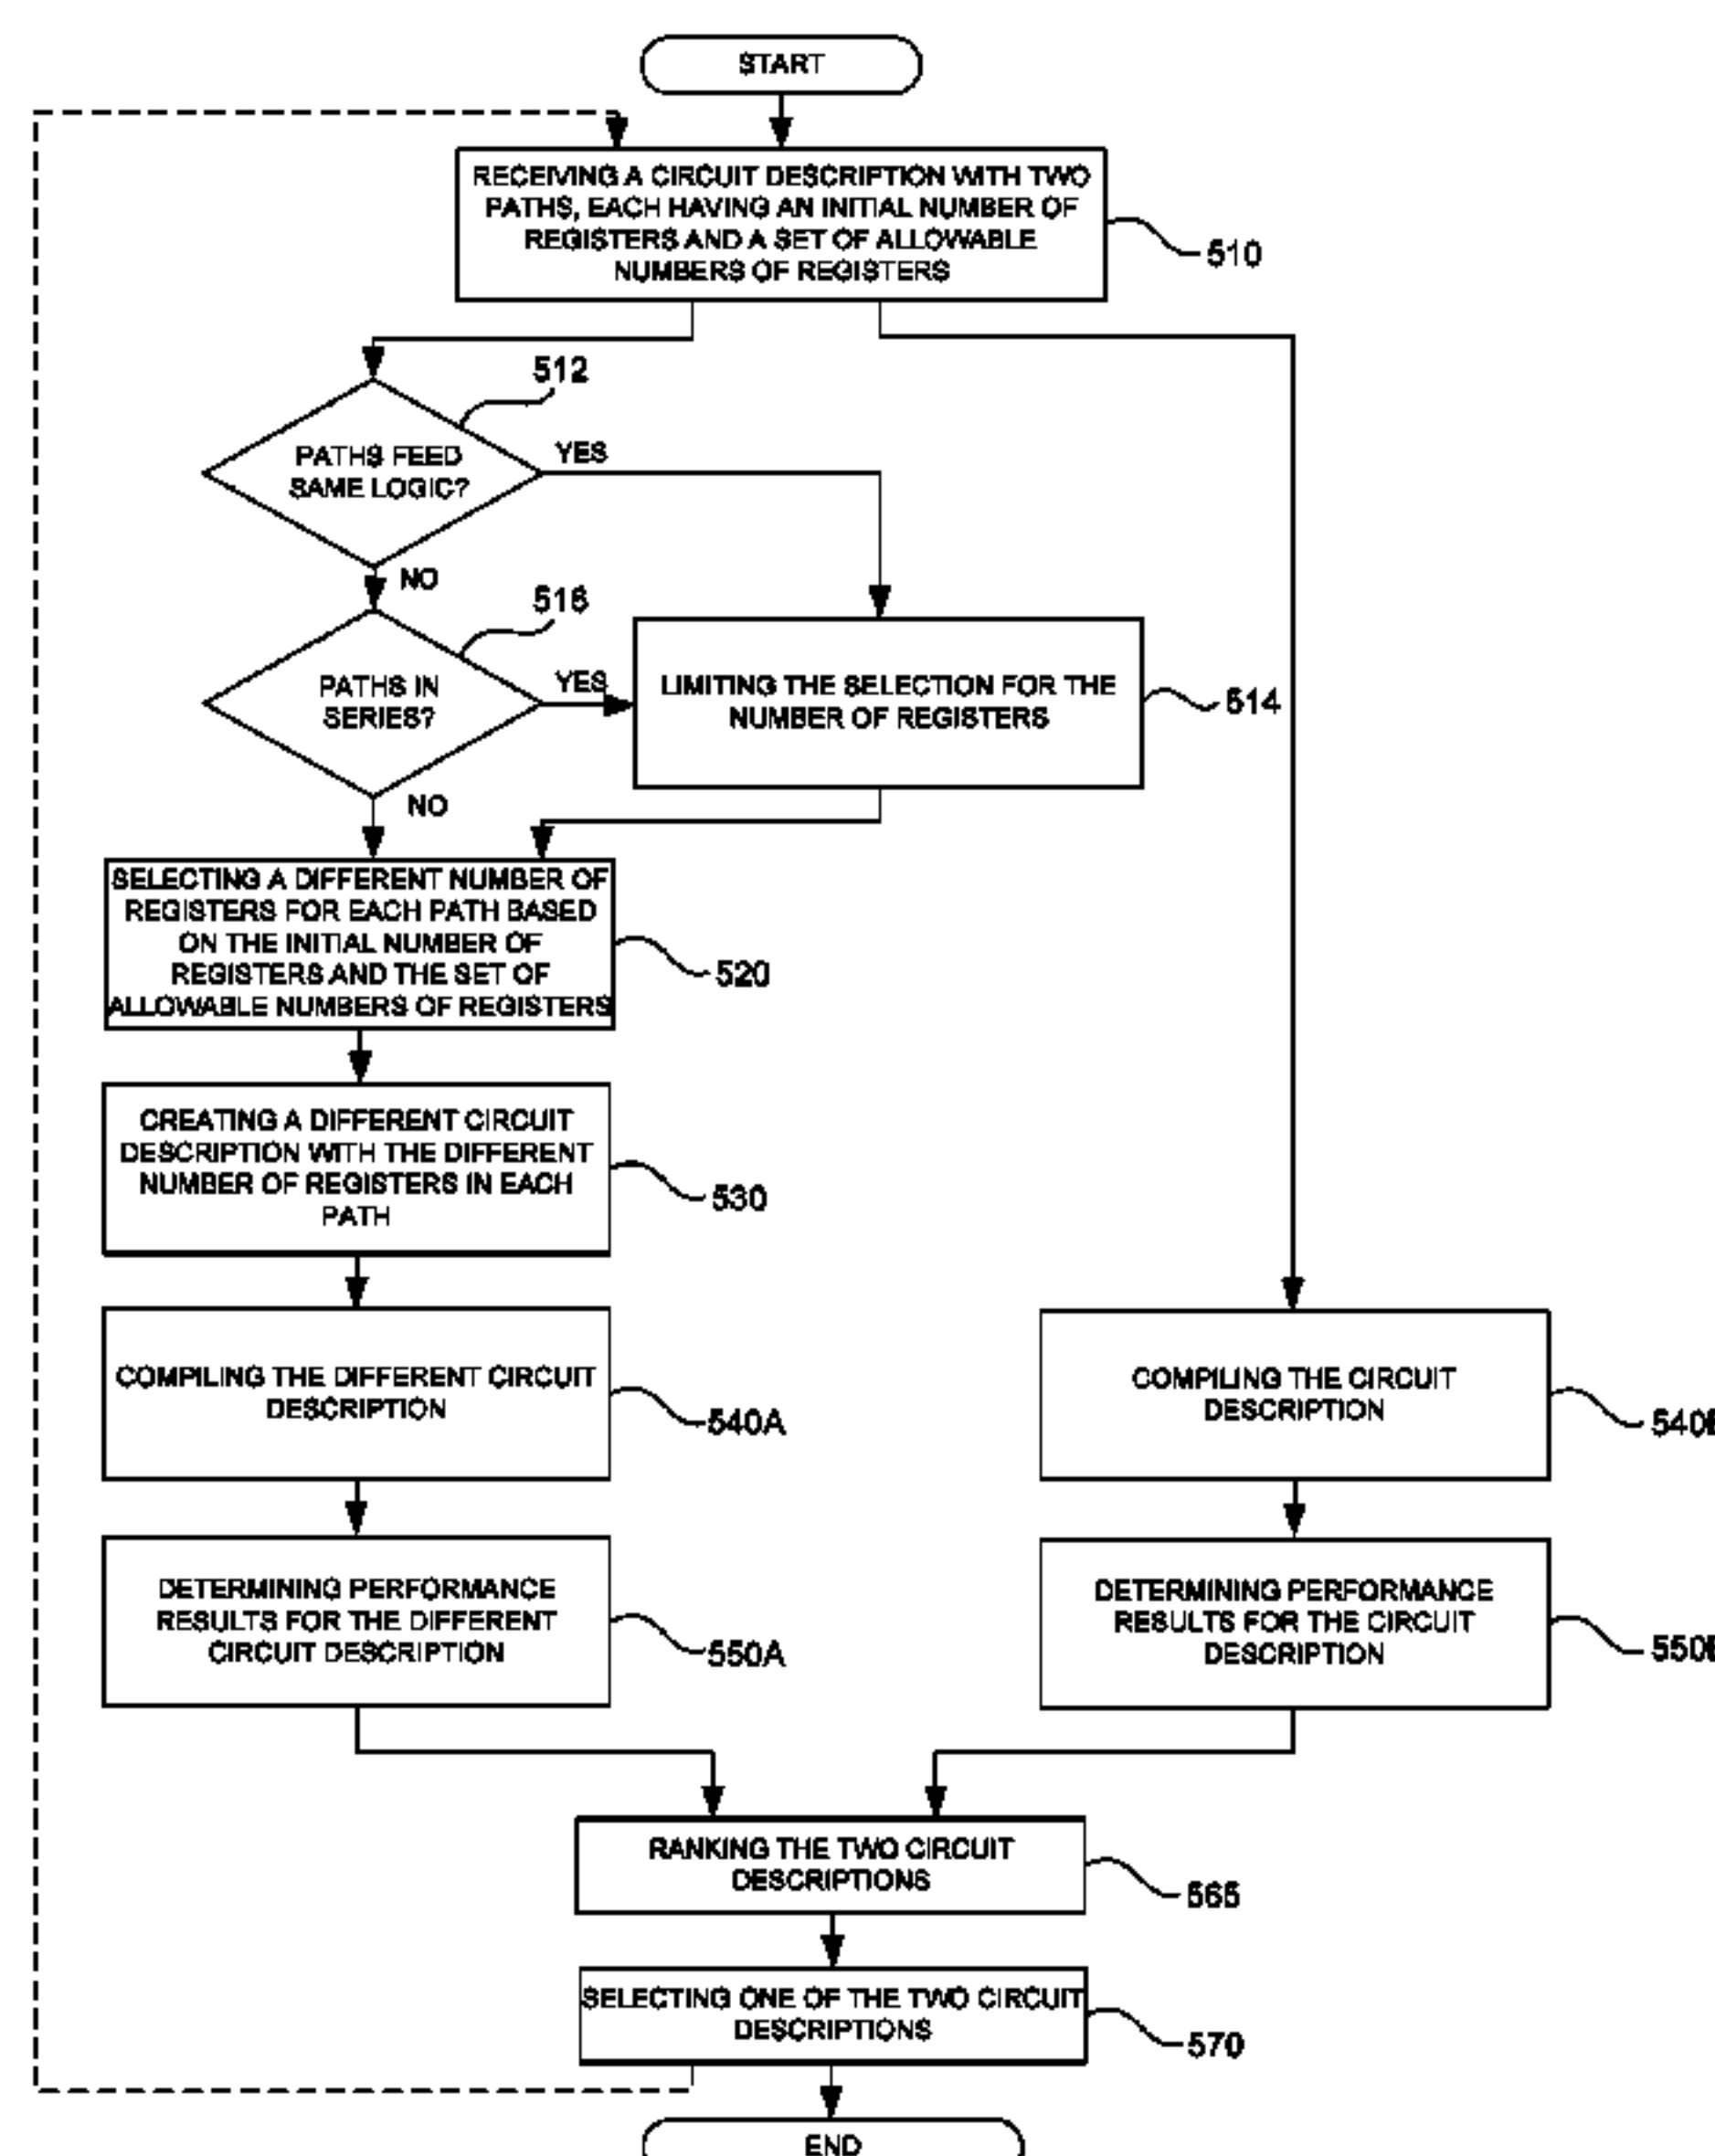 START
RECEIVING A CIRCUIT DESCRIPTION WITH TWO
PATHS, EACH HAVING AN INITIAL NUMBER OF
REGISTERS AND A SET OF ALLOWABLE
NUMBERS OF REGISTERS
510
512
PATHS FEED
SAME LOGIC?
YES
NO
516
PATHS IN
SERIES?
YES
LIMITING THE SELECTION FOR THE
NUMBER OF REGISTERS
514
NO
SELECTING A DIFFERENT NUMBER OF
REGISTERS FOR EACH PATH BASED
ON THE INITIAL NUMBER OF
REGISTERS AND THE SET OF
ALLOWABLE NUMBERS OF REGISTERS
520
CREATING A DIFFERENT CIRCUIT
DESCRIPTION WITH THE DIFFERENT
NUMBER OF REGISTERS IN EACH
PATH
530
COMPILING THE DIFFERENT CIRCUIT
DESCRIPTION
540A
COMPILING THE CIRCUIT
DESCRIPTION
540B
DETERMINING PERFORMANCE
RESULTS FOR THE DIFFERENT
CIRCUIT DESCRIPTION
550A
DETERMINING PERFORMANCE
RESULTS FOR THE CIRCUIT
DESCRIPTION
550B
RANKING THE TWO CIRCUIT
DESCRIPTIONS
565
SELECTING ONE OF THE TWO CIRCUIT
DESCRIPTIONS
570
END